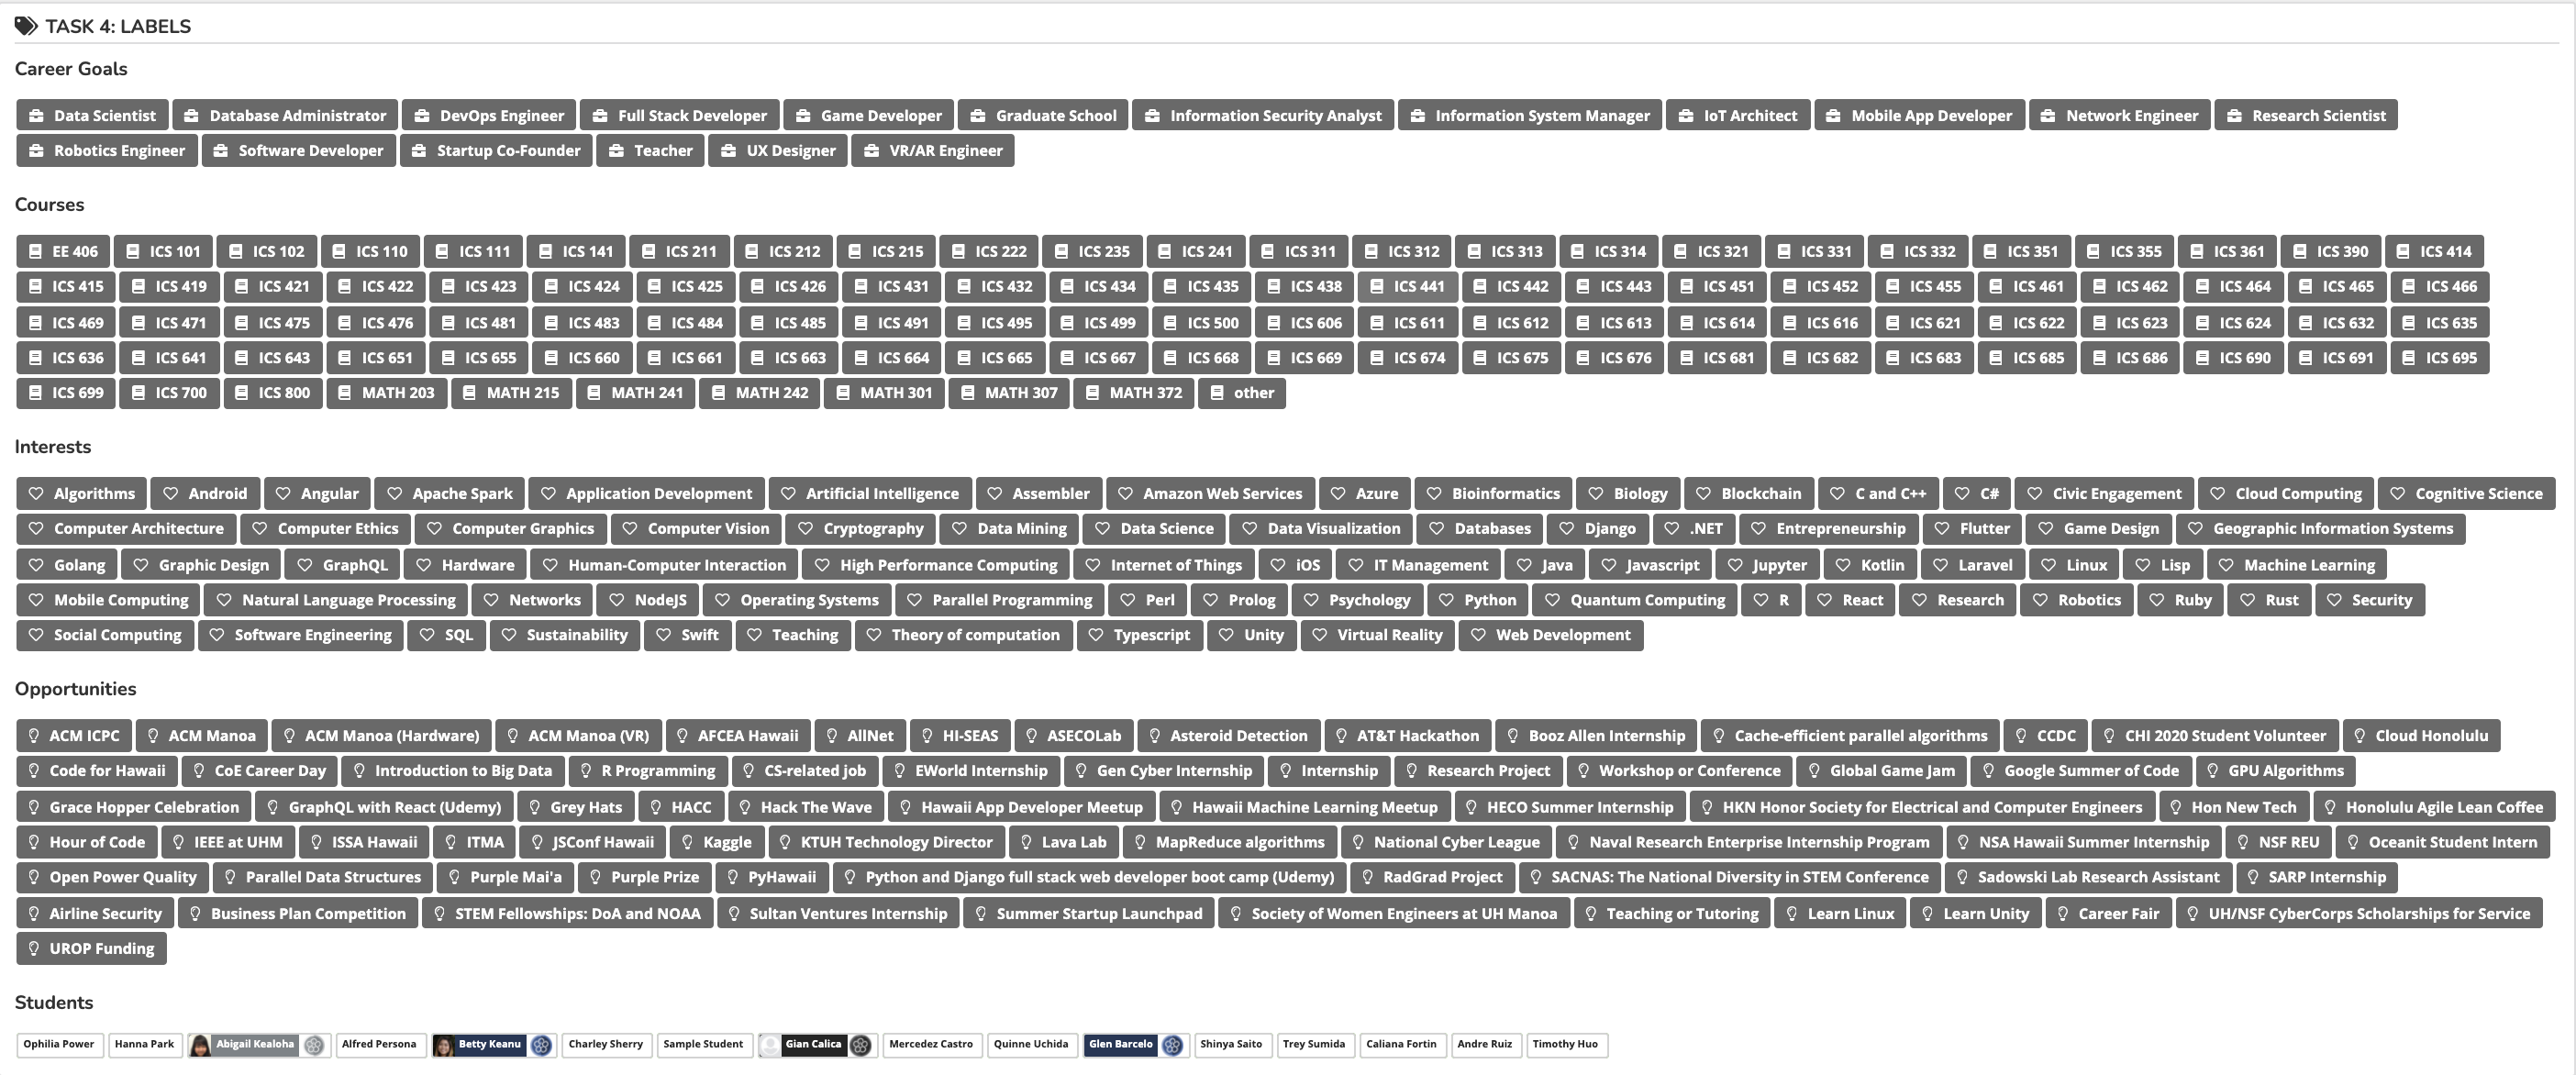 TASK 4: LABELS
Career Goals
Data Scientist Database Administrator DevOps Engineer Full Stack Developer Game Developer Graduate School Information Security Analyst Information System Manager IoT Architect Mobile App Developer Network Engineer Research Scientist
Robotics Engineer Software Developer Startup Co-Founder Teacher UX Designer VR/AR Engineer
Courses
EE 406 ICS 101 ICS 102 ICS 110 ICS 111 ICS 141 ICS 211 ICS 212 ICS 215 ICS 222 ICS 235 ICS 241 ICS 311 ICS 312 ICS 313 ICS 314 ICS 321 ICS 331 ICS 332 ICS 351 ICS 355 ICS 361 ICS 390 ICS 414
ICS 415 ICS 419 ICS 421 ICS 422 ICS 423 ICS 424 ICS 425 ICS 426 ICS 431 ICS 432 ICS 434 ICS 435 ICS 438 ICS 441 ICS 442 ICS 443 ICS 451 ICS 452 ICS 455 ICS 461 ICS 462 ICS 464 ICS 465 ICS 466
ICS 469 ICS 471 ICS 475 ICS 476 ICS 481 ICS 483 ICS 484 ICS 485 ICS 491 ICS 495 ICS 499 ICS 500 ICS 606 ICS 611 ICS 612 ICS 613 ICS 614 ICS 616 ICS 621 ICS 622 ICS 623 ICS 624 ICS 632 ICS 635
ICS 636 ICS 641 ICS 643 ICS 651 ICS 655 ICS 660 ICS 661 ICS 663 ICS 664 ICS 665 ICS 667 ICS 668 ICS 669 ICS 674 ICS 675 ICS 676 ICS 681 ICS 682 ICS 683 ICS 685 ICS 686 ICS 690 ICS 691 ICS 695
ICS 699 ICS 700 ICS 800 MATH 203 MATH 215 MATH 241 MATH 242 MATH 301 MATH 307 MATH 372 other
Interests
Algorithms Android Angular Apache Spark Application Development Artificial Intelligence Assembler Amazon Web Services Azure Bioinformatics Biology Blockchain C and C++ C# Civic Engagement Cloud Computing Cognitive Science
Computer Architecture Computer Ethics Computer Graphics Computer Vision Cryptography Data Mining Data Science Data Visualization Databases Django .NET Entrepreneurship Flutter Game Design Geographic Information Systems
Golang Graphic Design GraphQL Hardware Human-Computer Interaction High Performance Computing Internet of Things iOS IT Management Java Javascript Jupyter Kotlin Laravel Linux Lisp Machine Learning
Mobile Computing Natural Language Processing Networks NodeJS Operating Systems Parallel Programming Perl Prolog Psychology Python Quantum Computing R React Research Robotics Ruby Rust Security
Social Computing Software Engineering SQL Sustainability Swift Teaching Theory of computation Typescript Unity Virtual Reality Web Development
Opportunities
ACM ICPC ACM Manoa ACM Manoa (Hardware) ACM Manoa (VR) AFCEA Hawaii AllNet HI-SEAS ASECOLab Asteroid Detection AT&T Hackathon Booz Allen Internship Cache-efficient parallel algorithms CCDC CHI 2020 Student Volunteer Cloud Honolulu
Code for Hawaii CoE Career Day Introduction to Big Data R Programming CS-related job EWorld Internship Gen Cyber Internship Internship Research Project Workshop or Conference Global Game Jam Google Summer of Code GPU Algorithms
Grace Hopper Celebration GraphQL with React (Udemy) Grey Hats HACC Hack The Wave Hawaii App Developer Meetup Hawaii Machine Learning Meetup HECO Summer Internship HKN Honor Society for Electrical and Computer Engineers Hon New Tech Honolulu Agile Lean Coffee
Hour of Code IEEE at UHM ISSA Hawaii ITMA JSConf Hawaii Kaggle KTUH Technology Director Lava Lab MapReduce algorithms National Cyber League Naval Research Enterprise Internship Program NSA Hawaii Summer Internship NSF REU Oceanit Student Intern
Open Power Quality Parallel Data Structures Purple Mai'a Purple Prize PyHawaii Python and Django full stack web developer boot camp (Udemy) RadGrad Project SACNAS: The National Diversity in STEM Conference Sadowski Lab Research Assistant SARP Internship
Airline Security Business Plan Competition STEM Fellowships: DoA and NOAA Sultan Ventures Internship Summer Startup Launchpad Society of Women Engineers at UH Manoa Teaching or Tutoring Learn Linux Learn Unity Career Fair UH/NSF CyberCorps Scholarships for Service
UROP Funding
Students
Ophilia Power Hanna Park Abigail Kealoha Alfred Persona Betty Keanu Charley Sherry Sample Student Gian Calica Mercedez Castro Quinne Uchida Glen Barcelo Shinya Saito Trey Sumida Caliana Fortin Andre Ruiz Timothy Huo